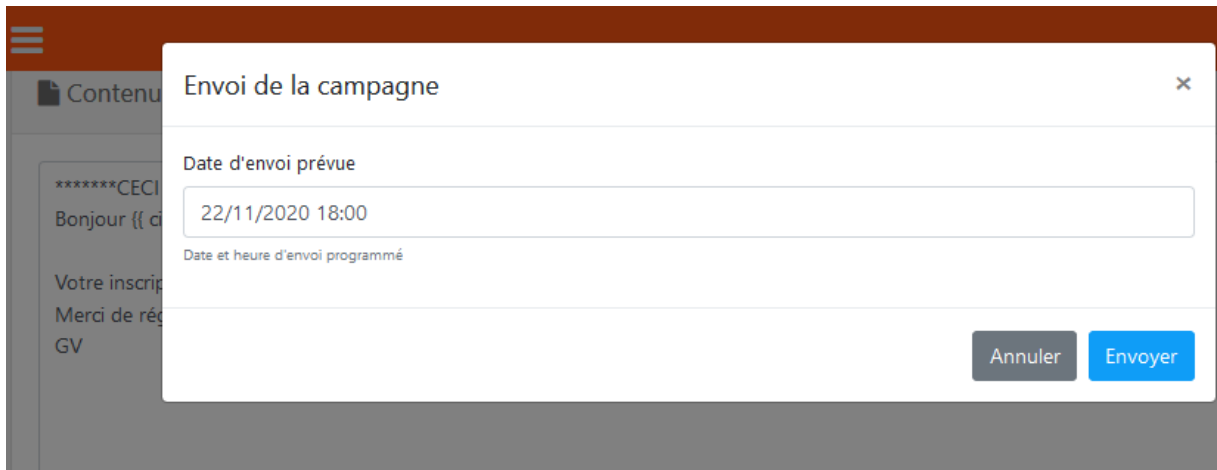 Contenu
Envoi de la campagne
×
Date d'envoi prévue
22/11/2020 18:00
Date et heure d'envoi programmé
*******CECI
Bonjour {{ ci
Votre inscrip
Merci de rég
GV
Annuler
Envoyer